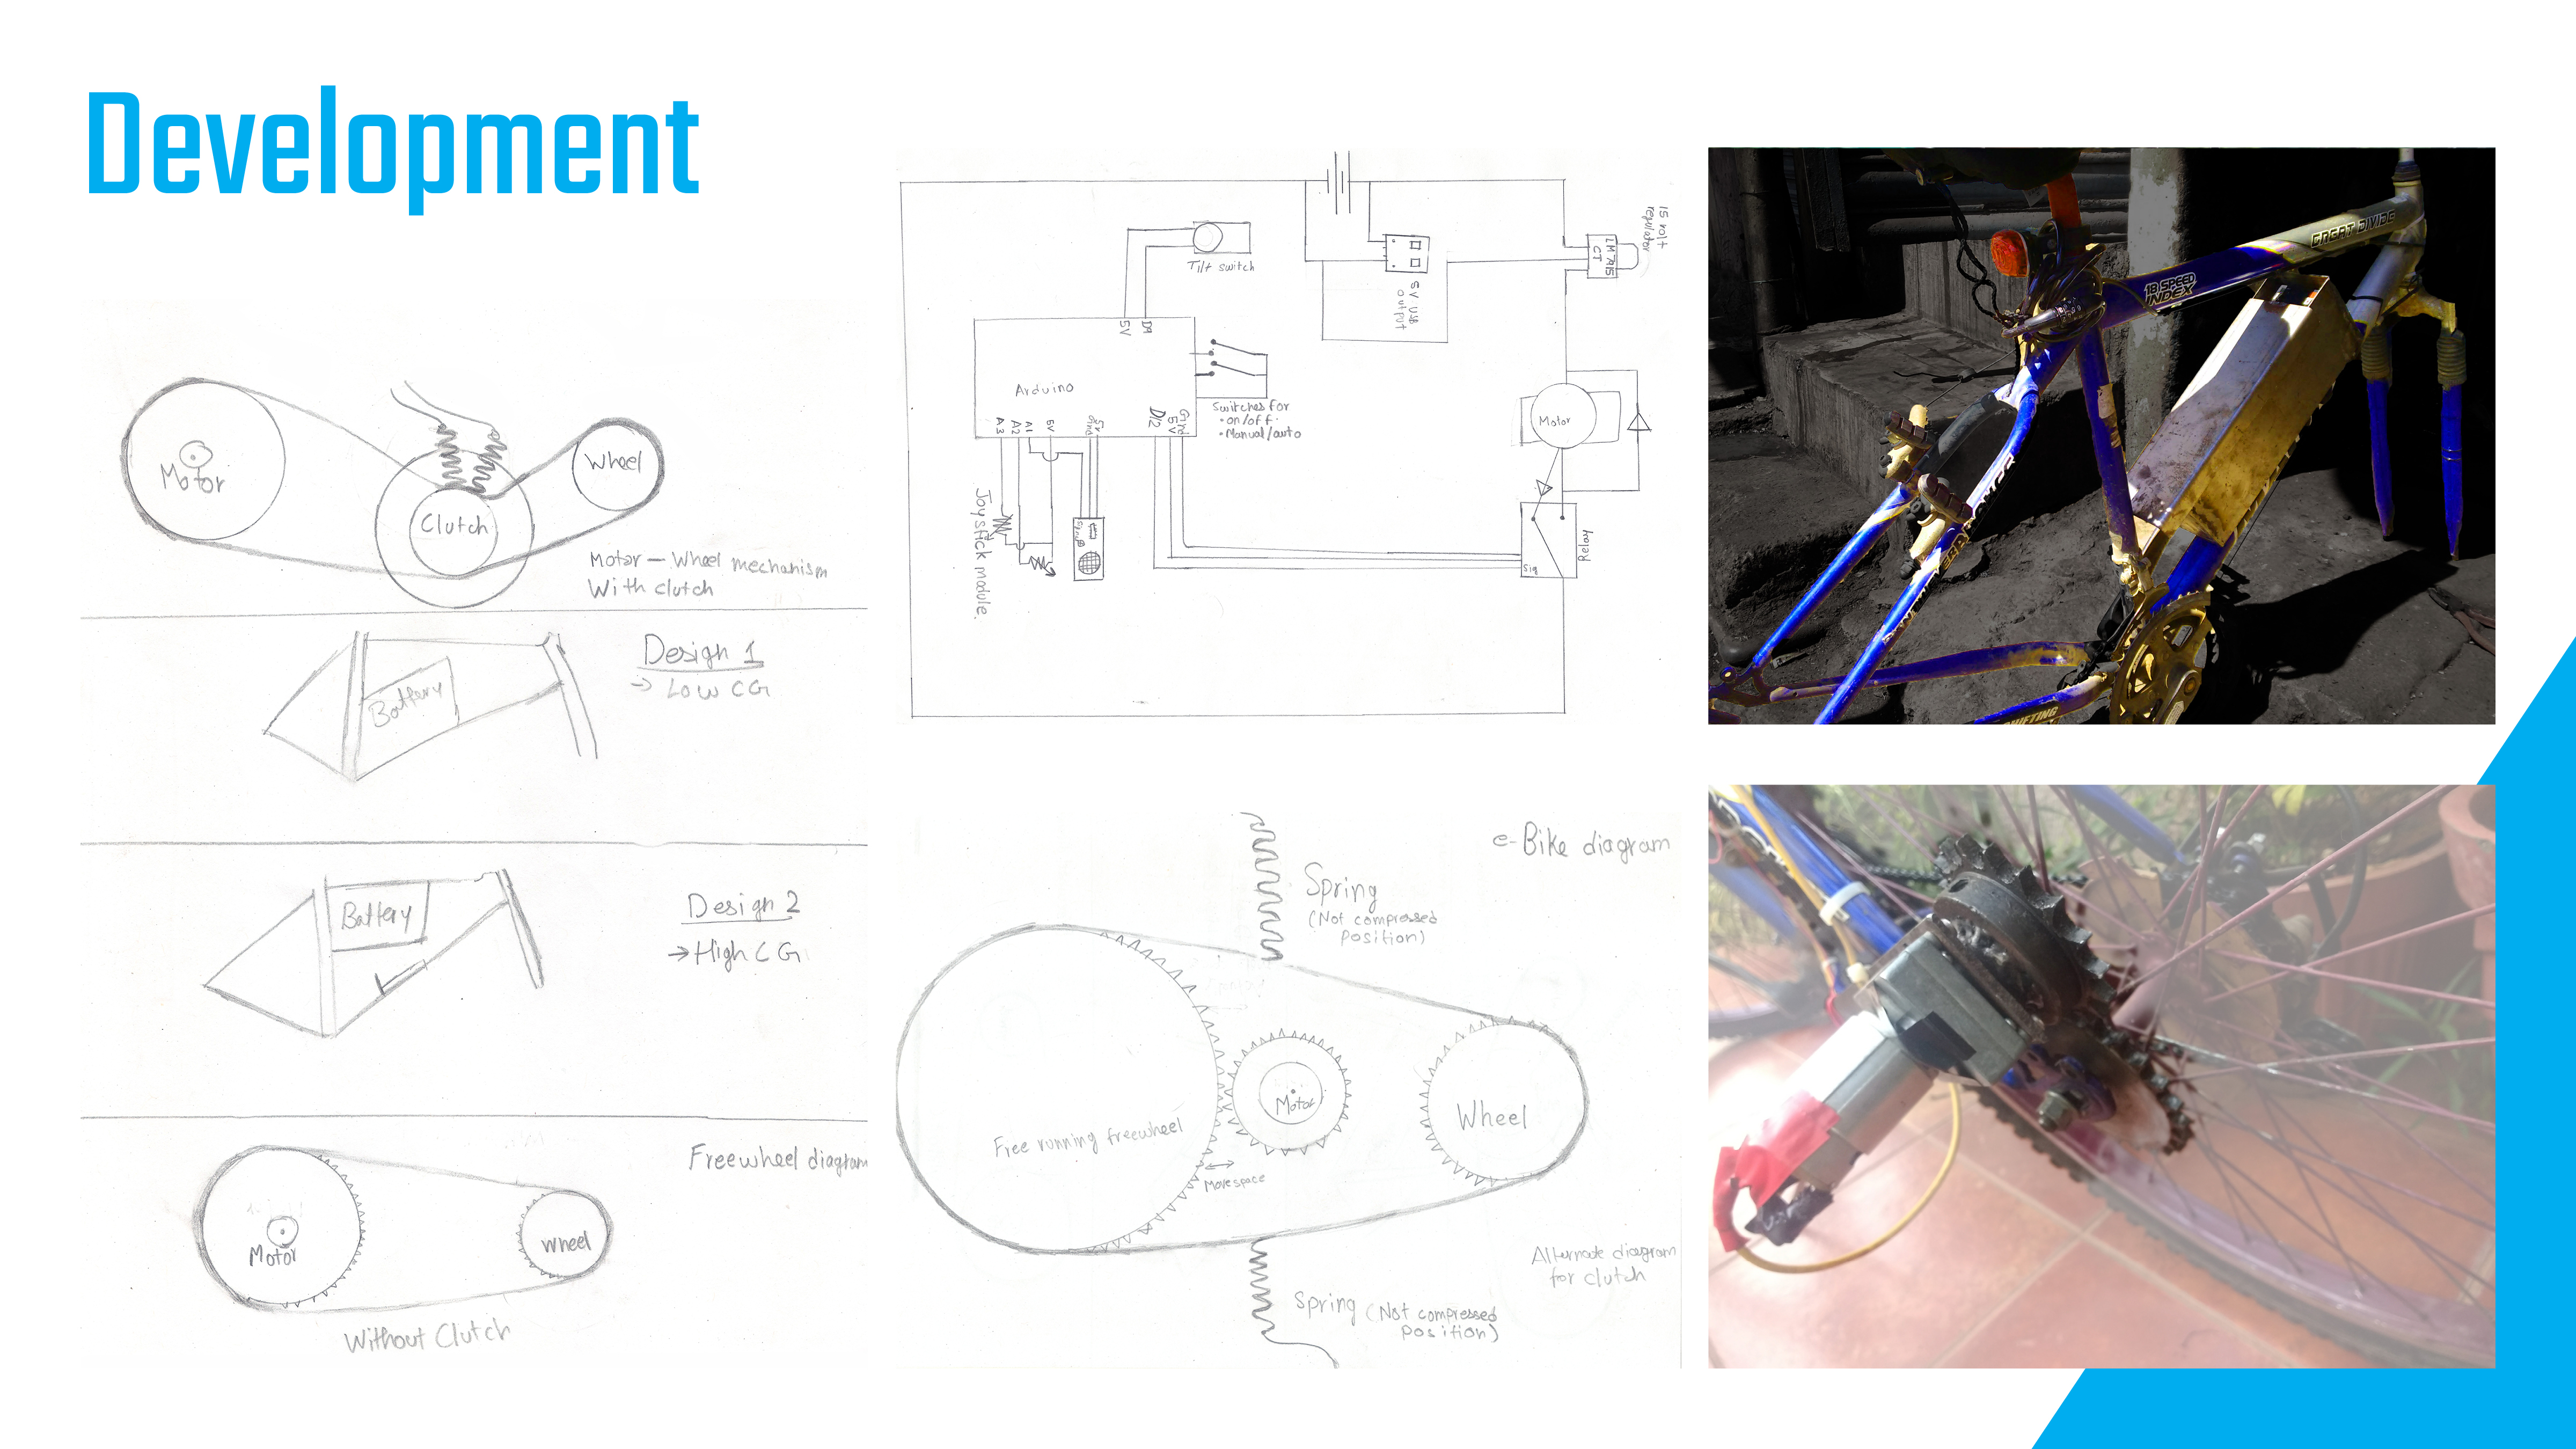 Development
Motor
Clutch
Wheel
Motor — Wheel mechanism
With clutch
Battery
Design 1
→ Low CG
Battery
Design 2
→ High CG
Freewheel diagram
Motor
Wheel
Without Clutch
15 volt
regulator
LM7915
CT
Tilt switch
5V USB
output
5V
Arduino
Switches for
• on/off
• Manual/auto
A3
A2
A1
5V
5V
Gnd
D12
5V
Gnd
Motor
Joystick module.
Relay
SIG
e-Bike diagram
Spring
(Not compressed
position)
Free running freewheel
Motor
Wheel
Move space
Alternate diagram
for clutch
Spring (Not compressed
position)
GREAT DIVIDE
18 SPEED
INDEX